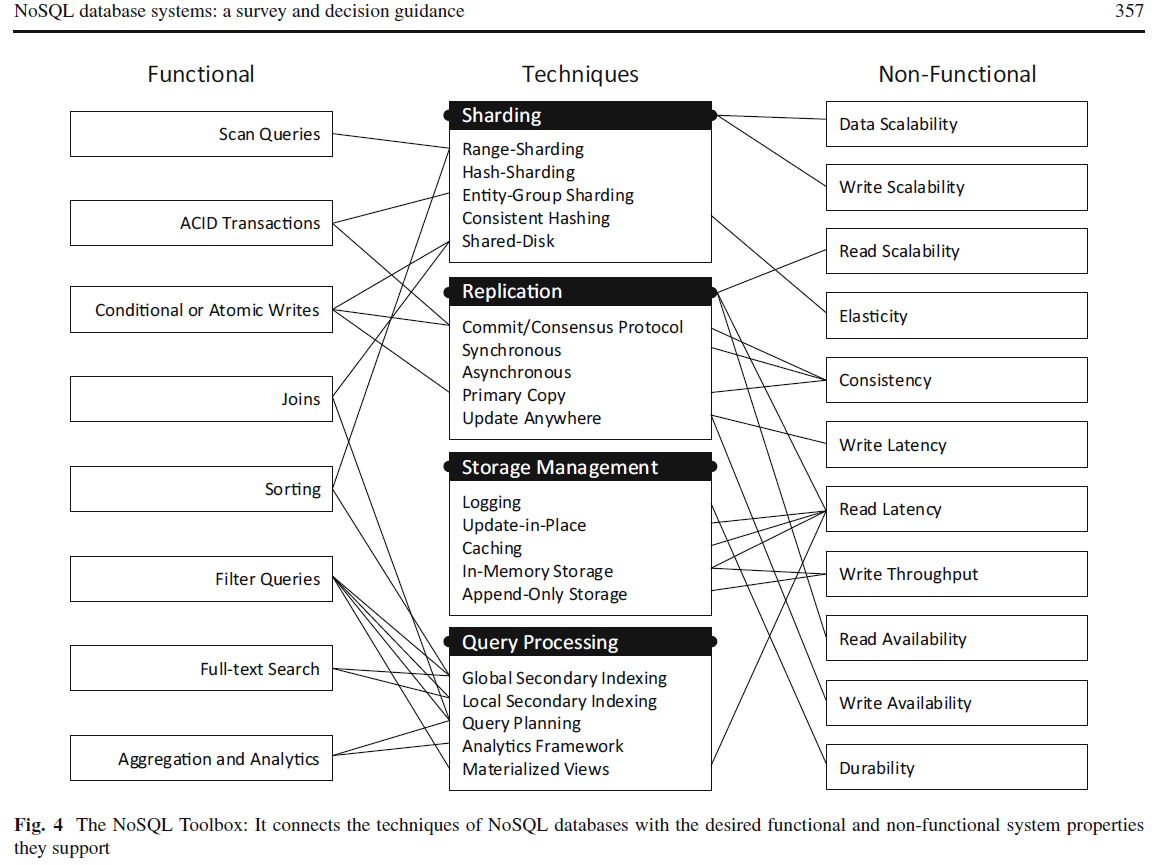 NoSQL database systems: a survey and decision guidance 357
Functional
Techniques
Non-Functional
Scan Queries
ACID Transactions
Conditional or Atomic Writes
Joins
Sorting
Filter Queries
Full-text Search
Aggregation and Analytics
Sharding
Range-Sharding
Hash-Sharding
Entity-Group Sharding
Consistent Hashing
Shared-Disk
Replication
Commit/Consensus Protocol
Synchronous
Asynchronous
Primary Copy
Update Anywhere
Storage Management
Logging
Update-in-Place
Caching
In-Memory Storage
Append-Only Storage
Query Processing
Global Secondary Indexing
Local Secondary Indexing
Query Planning
Analytics Framework
Materialized Views
Data Scalability
Write Scalability
Read Scalability
Elasticity
Consistency
Write Latency
Read Latency
Write Throughput
Read Availability
Write Availability
Durability
Fig. 4 The NoSQL Toolbox: It connects the techniques of NoSQL databases with the desired functional and non-functional system properties
they support